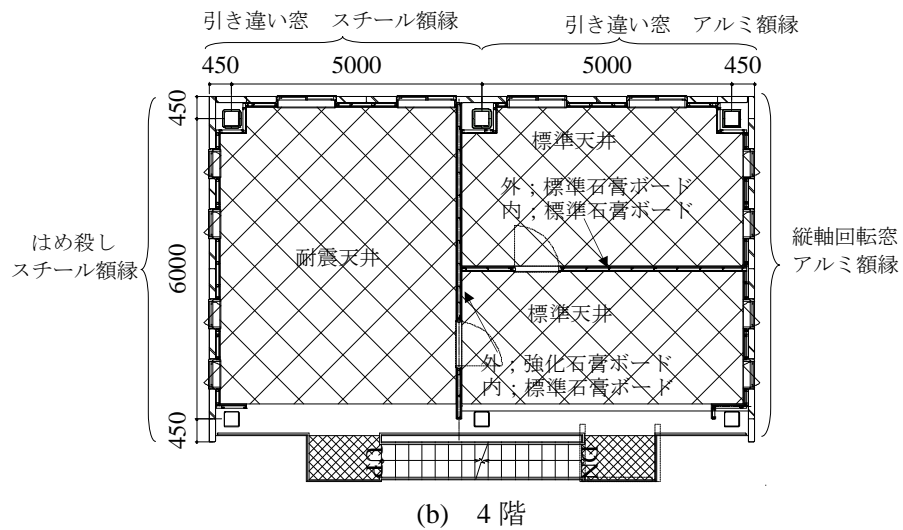 引き違い窓 スチール額縁
引き違い窓 アルミ額縁
450 5000 5000 450
450
標準天井
外；標準石膏ボード
内；標準石膏ボード
はめ殺し
スチール額縁
6000
耐震天井
縦軸回転窓
アルミ額縁
標準天井
外；強化石膏ボード
内；標準石膏ボード
450
(b) 4 階